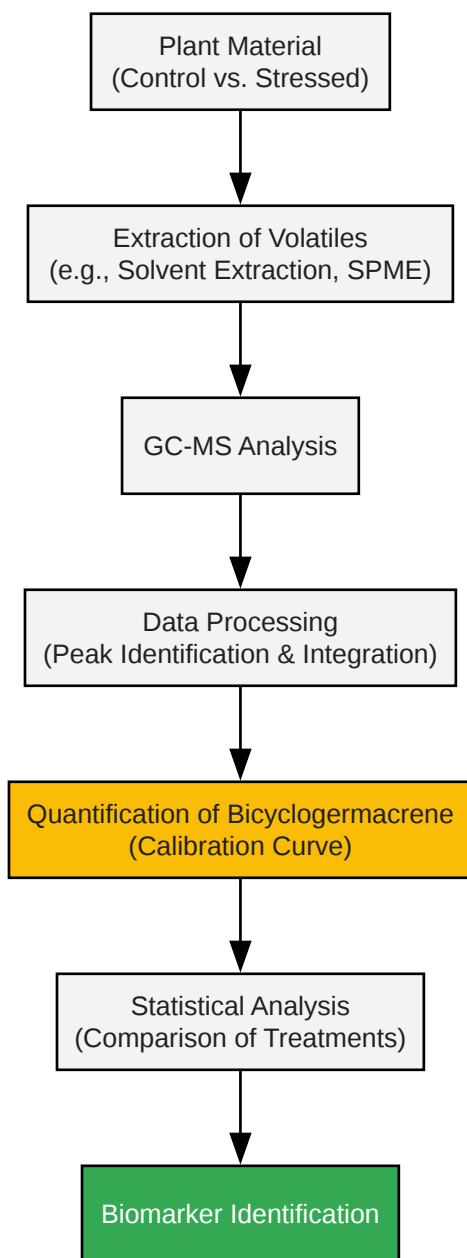 Plant Material
(Control vs. Stressed)
Extraction of Volatiles
(e.g., Solvent Extraction, SPME)
GC-MS Analysis
Data Processing
(Peak Identification & Integration)
Quantification of Bicyclogermacrene
(Calibration Curve)
Statistical Analysis
(Comparison of Treatments)
Biomarker Identification